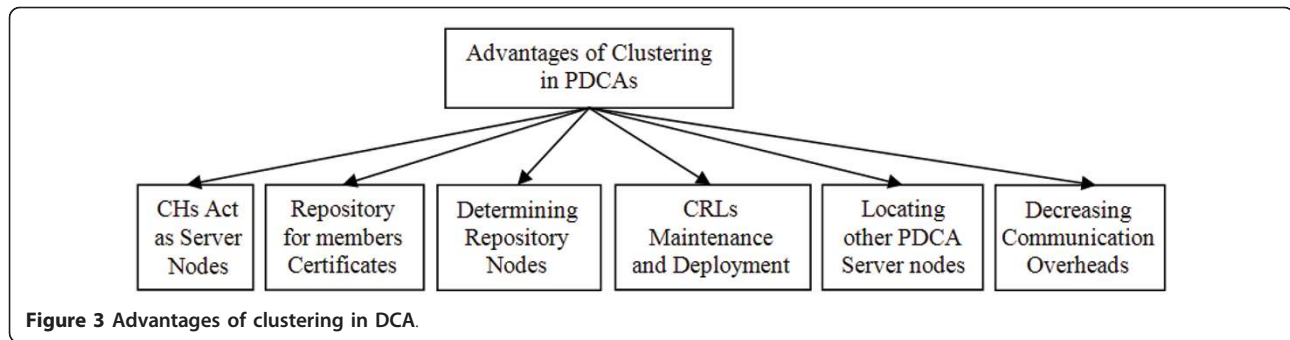 Advantages of Clustering
in PDCAs
CHs Act
as Server
Nodes
Repository
for members
Certificates
Determining
Repository
Nodes
CRLs
Maintenance
and Deployment
Locating
other PDCA
Server nodes
Decreasing
Communication
Overheads
Figure 3 Advantages of clustering in DCA.